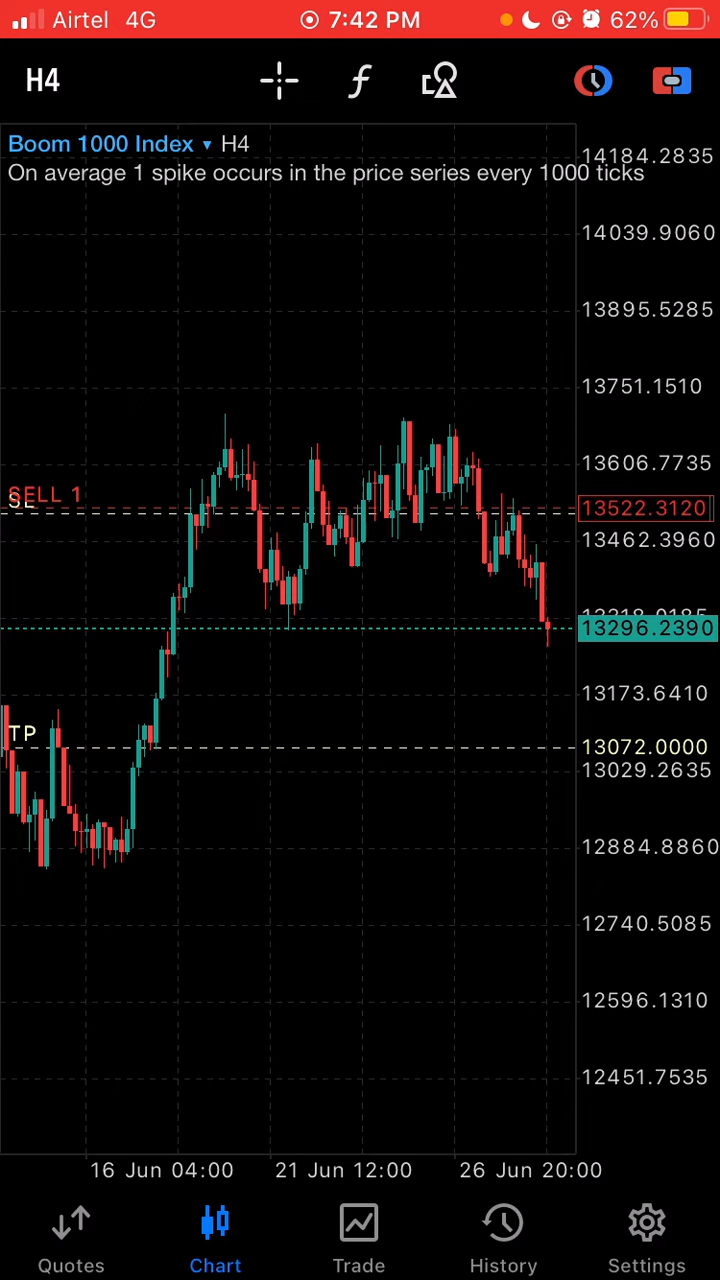 Airtel 4G 7:42 PM 62%
H4 f
Boom 1000 Index ▾ H4
On average 1 spike occurs in the price series every 1000 ticks
14184.2835
14039.9060
13895.5285
13751.1510
13606.7735
SELL 1
SL
13522.3120
13462.3960
13296.2390
13173.6410
TP
13072.0000
13029.2635
12884.8860
12740.5085
12596.1310
12451.7535
16 Jun 04:00 21 Jun 12:00 26 Jun 20:00
Quotes Chart Trade History Settings